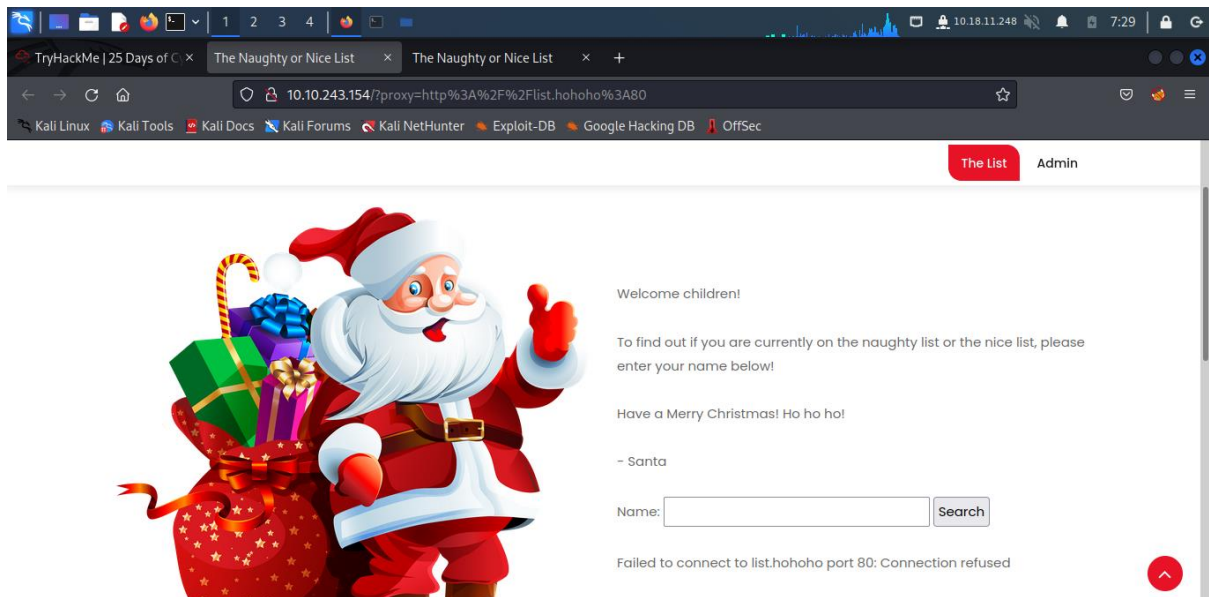 1 2 3 4 10.18.11.248 7:29
TryHackMe | 25 Days of C The Naughty or Nice List The Naughty or Nice List
10.10.243.154/?proxy=http%3A%2F%2Flist.hohoho%3A80
Kali Linux Kali Tools Kali Docs Kali Forums Kali NetHunter Exploit-DB Google Hacking DB OffSec
The List Admin
Welcome children!
To find out if you are currently on the naughty list or the nice list, please
enter your name below!
Have a Merry Christmas! Ho ho ho!
- Santa
Name: Search
Failed to connect to list.hohoho port 80: Connection refused